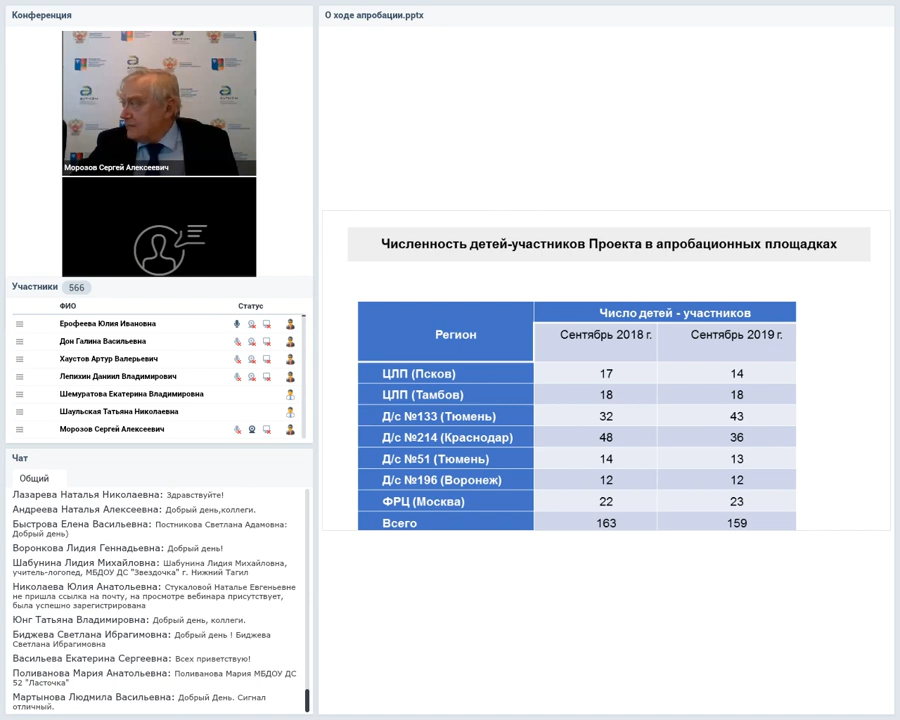 Конференция
Морозов Сергей Алексеевич
Участники 566
ФИО Статус
Ерофеева Юлия Ивановна
Дон Галина Васильевна
Хаустов Артур Валерьевич
Лепихин Даниил Владимирович
Шемуратова Екатерина Владимировна
Шаульская Татьяна Николаевна
Морозов Сергей Алексеевич
Чат
Общий
Лазарева Наталья Николаевна: Здравствуйте!
Андреева Наталья Алексеевна: Добрый день,коллеги.
Быстрова Елена Васильевна: Постникова Светлана Адамовна:
Добрый день)
Воронкова Лидия Геннадьевна: Добрый день!
Шабунина Лидия Михайловна: Шабунина Лидия Михайловна,
учитель-логопед, МБДОУ ДС "Звездочка" г. Нижний Тагил
Николаева Юлия Анатольевна: Стукаловой Наталье Евгеньевне
не пришла ссылка на почту, на просмотре вебинара присутствует,
была успешно зарегистрирована
Юнг Татьяна Владимировна: Добрый день, коллеги.
Биджева Светлана Ибрагимовна: Добрый день ! Биджева
Светлана Ибрагимовна
Васильева Екатерина Сергеевна: Всех приветствую!
Поливанова Мария Анатольевна: Поливанова Мария МБДОУ ДС
52 "Ласточка"
Мартынова Людмила Васильевна: Добрый День. Сигнал
отличный.
О ходе апробации.pptx
Численность детей-участников Проекта в апробационных площадках
Регион
Число детей - участников
Сентябрь 2018 г. Сентябрь 2019 г.
ЦЛП (Псков) 17 14
ЦЛП (Тамбов) 18 18
Д/с №133 (Тюмень) 32 43
Д/с №214 (Краснодар) 48 36
Д/с №51 (Тюмень) 14 13
Д/с №196 (Воронеж) 12 12
ФРЦ (Москва) 22 23
Всего 163 159